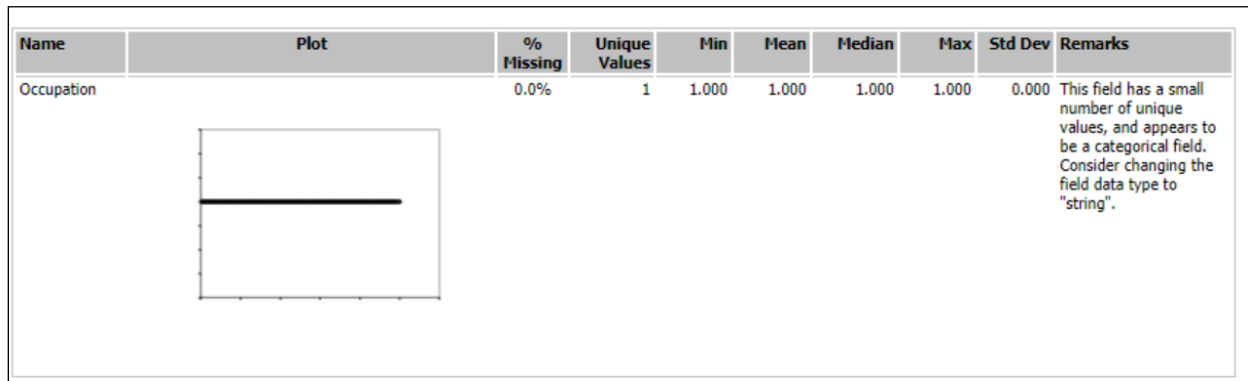 Name Plot % Missing Unique Values Min Mean Median Max Std Dev Remarks
Occupation 0.0% 1 1.000 1.000 1.000 1.000 0.000 This field has a small
number of unique
values, and appears to
be a categorical field.
Consider changing the
field data type to
"string".